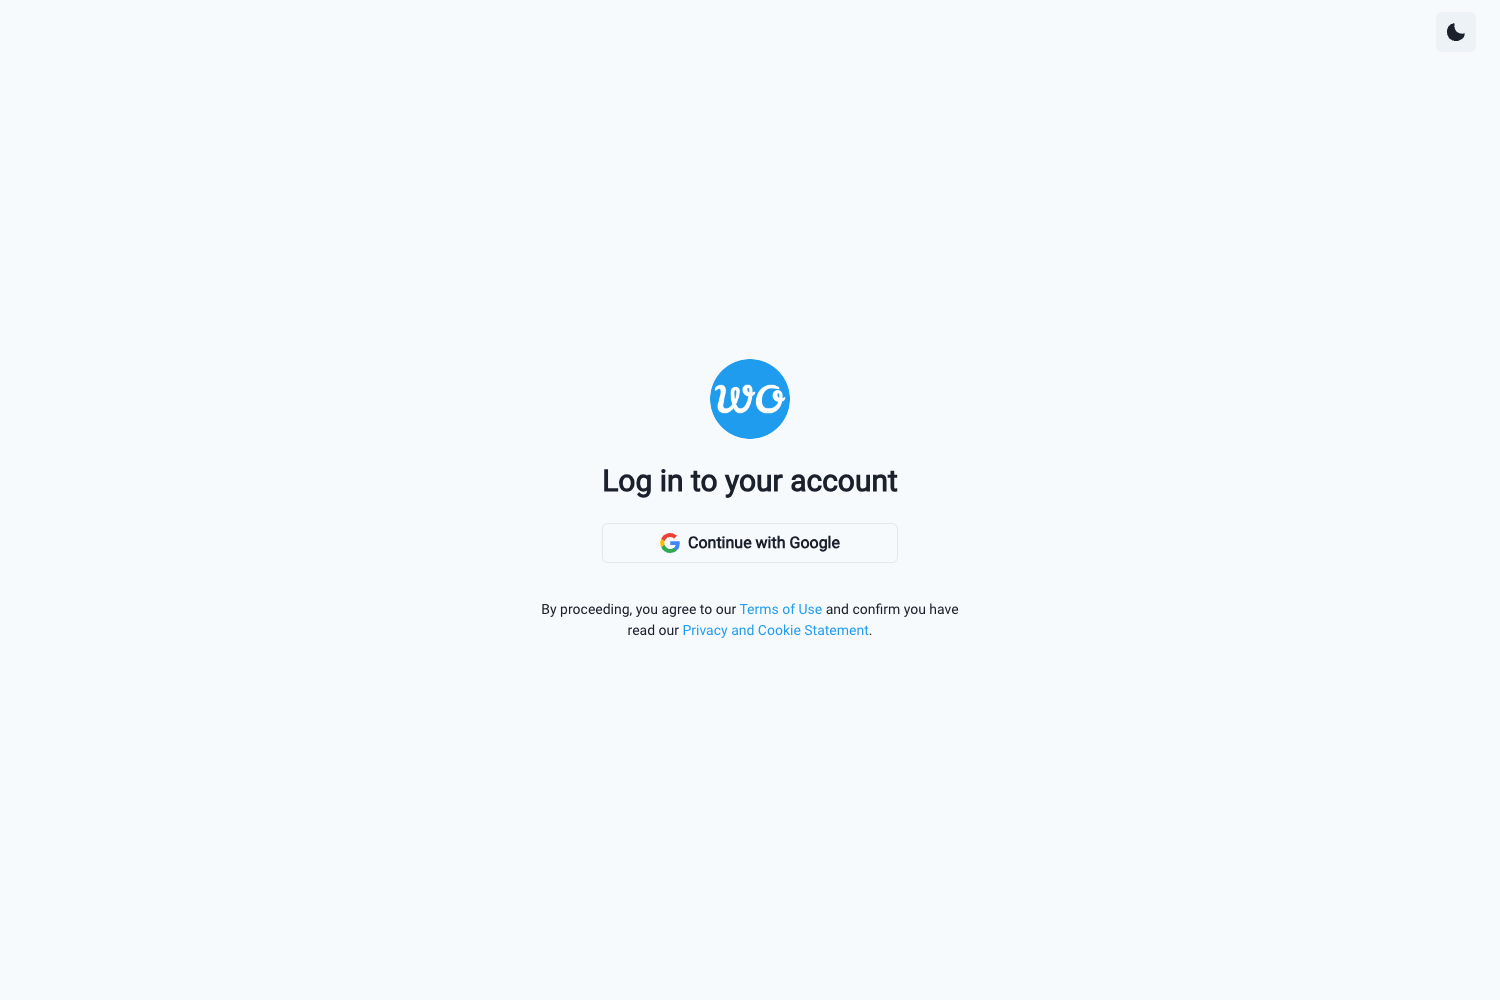 wo
Log in to your account
Continue with Google
By proceeding, you agree to our Terms of Use and confirm you have
read our Privacy and Cookie Statement.